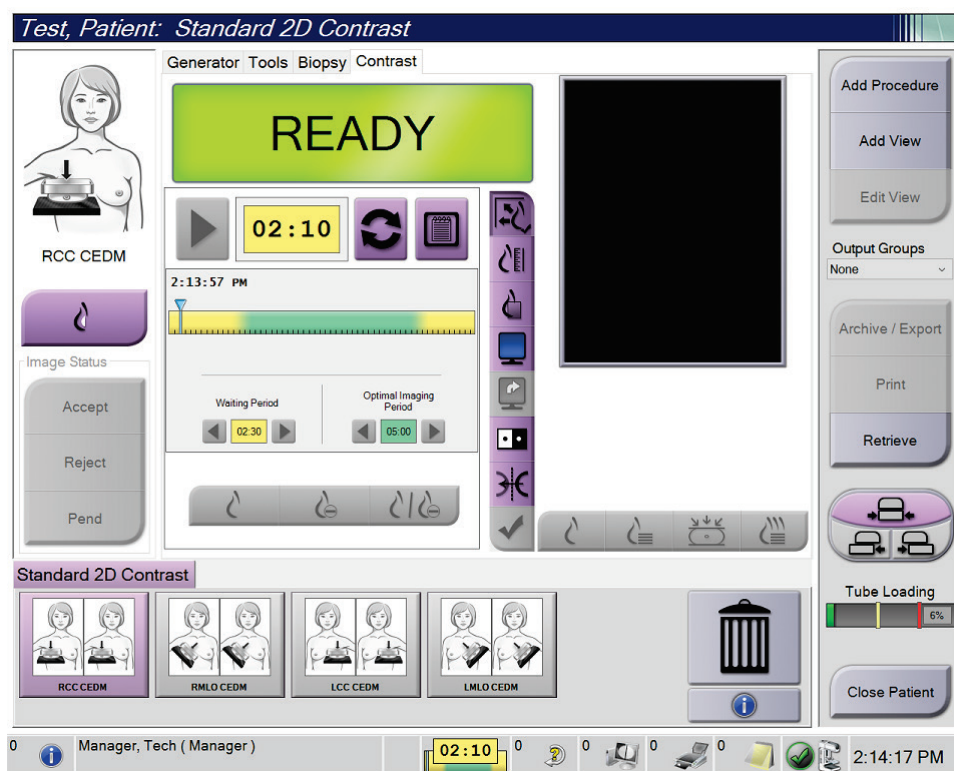 Test, Patient:  Standard 2D Contrast
Generator Tools Biopsy Contrast
READY
RCC CEDM
02:10
2:13:57 PM
Waiting Period
02:30
Optimal Imaging
Period
05:00
Image Status
Accept
Reject
Pend
Add Procedure
Add View
Edit View
Output Groups
None
Archive / Export
Print
Retrieve
Tube Loading
6%
Close Patient
Standard 2D Contrast
RCC CEDM
RMLO CEDM
LCC CEDM
LMLO CEDM
0
Manager, Tech ( Manager )
02:10
0
0
0
0
2:14:17 PM